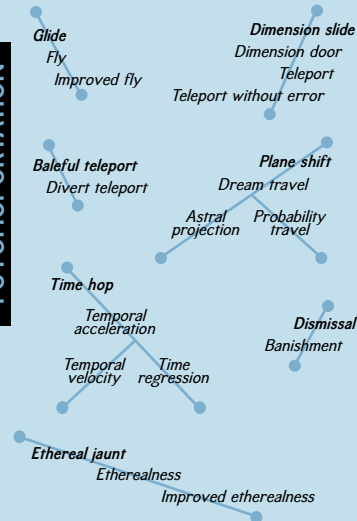 PSYCHOPORTATION
Glide
Fly
Improved fly
Dimension slide
Dimension door
Teleport
Teleport without error
Baleful teleport
Divert teleport
Plane shift
Dream travel
Astral
projection
Probability
travel
Time hop
Temporal
acceleration
Temporal
velocity
Time
regression
Dismissal
Banishment
Ethereal jaunt
Etherealness
Improved etherealness